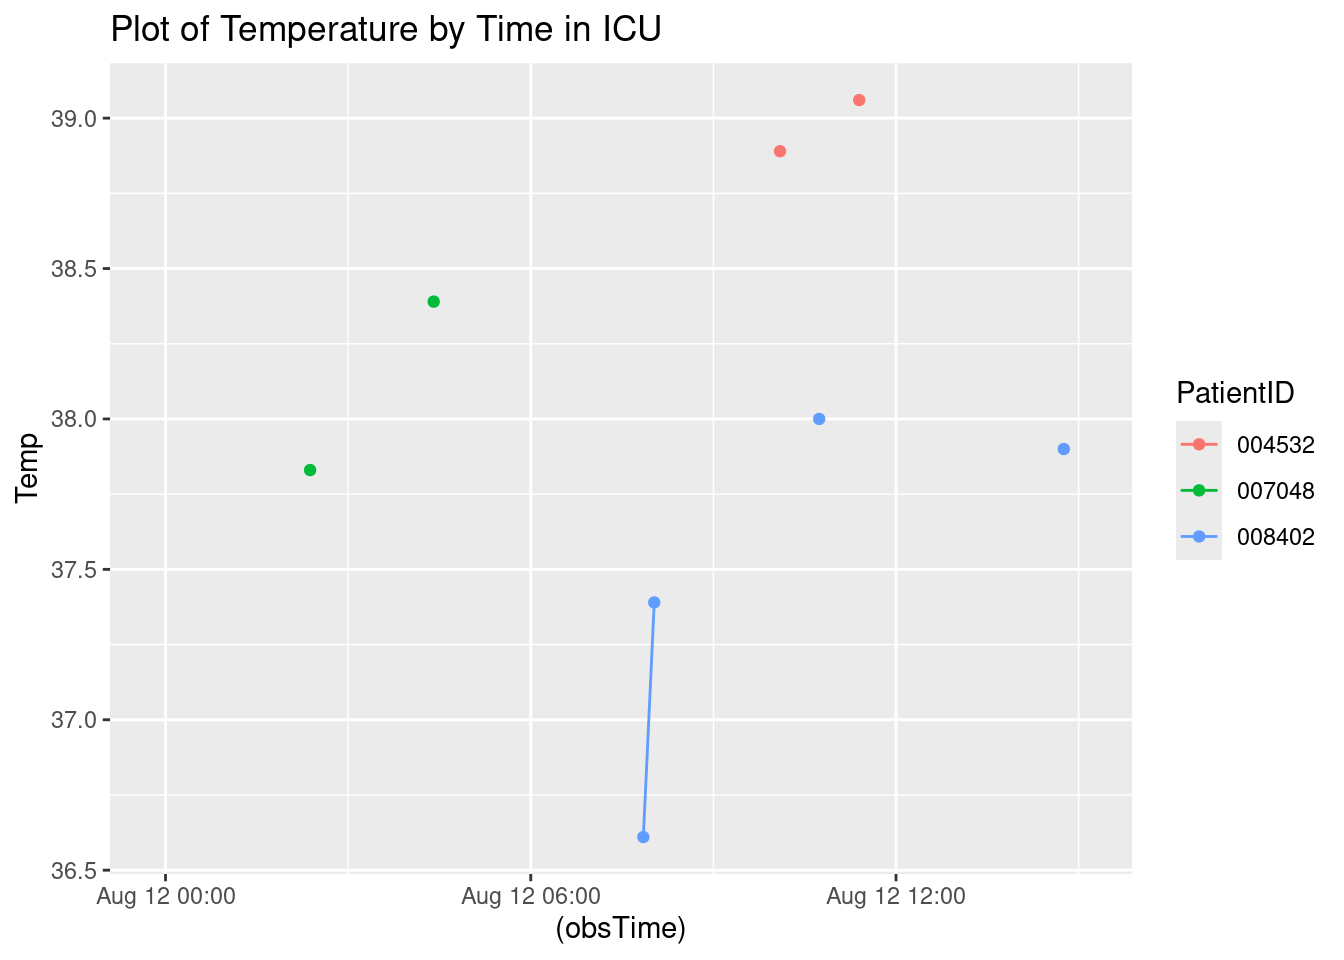 Plot of Temperature by Time in ICU
39.0
38.5
38.0
37.5
37.0
36.5
Temp
Aug 12 00:00
Aug 12 06:00
Aug 12 12:00
(obsTime)
PatientID
004532
007048
008402